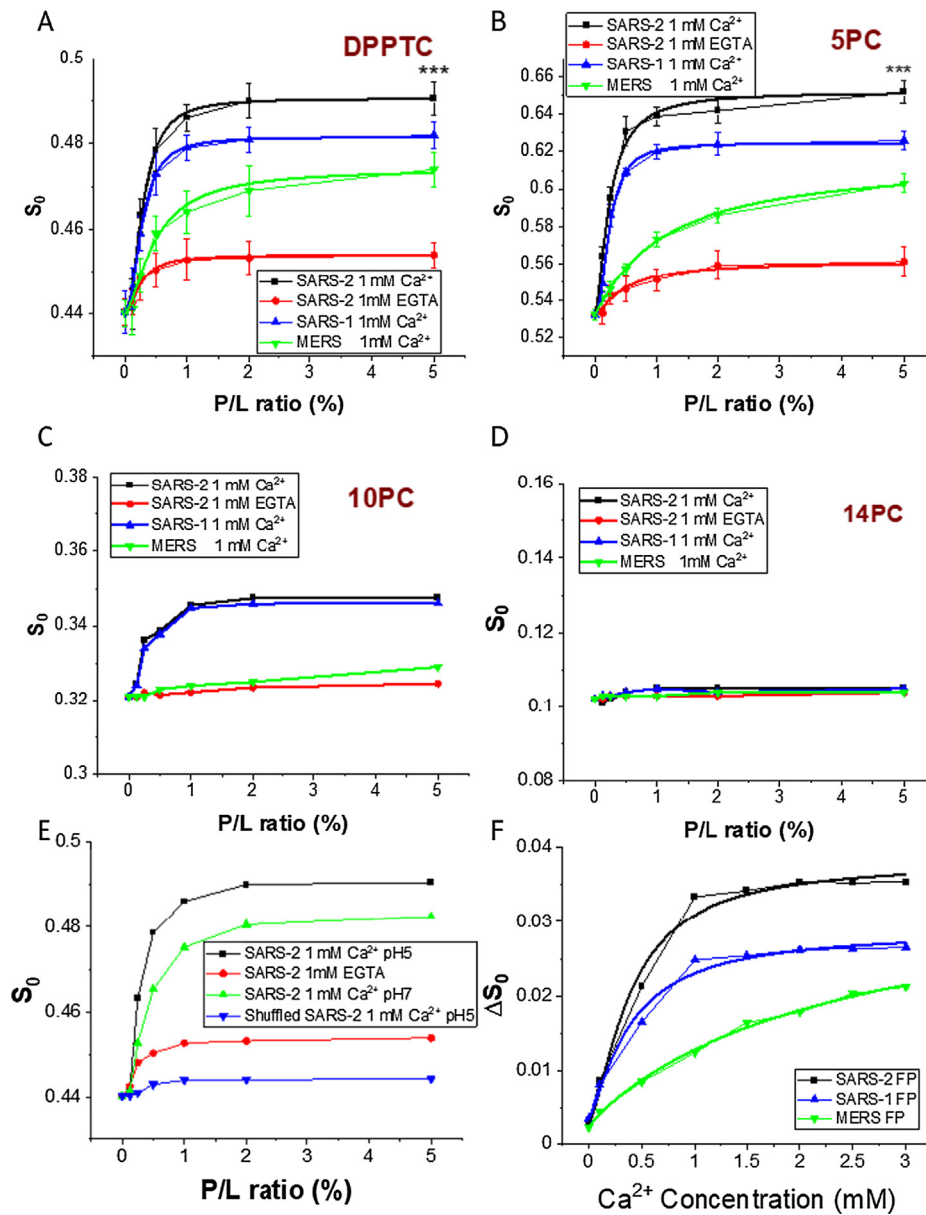 A
DPPTC
0.5
0.48
0.46
0.44
S₀
***
SARS-2 1 mM Ca²⁺
SARS-2 1mM EGTA
SARS-1 1mM Ca²⁺
MERS 1mM Ca²⁺
0 1 2 3 4 5
P/L ratio (%)
B
5PC
SARS-2 1 mM Ca²⁺
SARS-2 1 mM EGTA
SARS-1 1 mM Ca²⁺
MERS 1 mM Ca²⁺
***
0.66
0.64
0.62
0.60
0.58
0.56
0.54
0.52
S₀
0 1 2 3 4 5
P/L ratio (%)
C
10PC
0.38
0.36
0.34
0.32
0.3
S₀
SARS-2 1 mM Ca²⁺
SARS-2 1 mM EGTA
SARS-1 1 mM Ca²⁺
MERS 1 mM Ca²⁺
0 1 2 3 4 5
P/L ratio (%)
D
14PC
0.16
0.14
0.12
0.1
0.08
S₀
SARS-2 1 mM Ca²⁺
SARS-2 1 mM EGTA
SARS-1 1 mM Ca²⁺
MERS 1mM Ca²⁺
0 1 2 3 4 5
P/L ratio (%)
E
0.5
0.48
0.46
0.44
S₀
SARS-2 1 mM Ca²⁺ pH5
SARS-2 1mM EGTA
SARS-2 1 mM Ca²⁺ pH7
Shuffled SARS-2 1 mM Ca²⁺ pH5
0 1 2 3 4 5
P/L ratio (%)
F
0.04
0.03
0.02
0.01
0
ΔS₀
SARS-2 FP
SARS-1 FP
MERS FP
0 0.5 1 1.5 2 2.5 3
Ca²⁺ Concentration (mM)